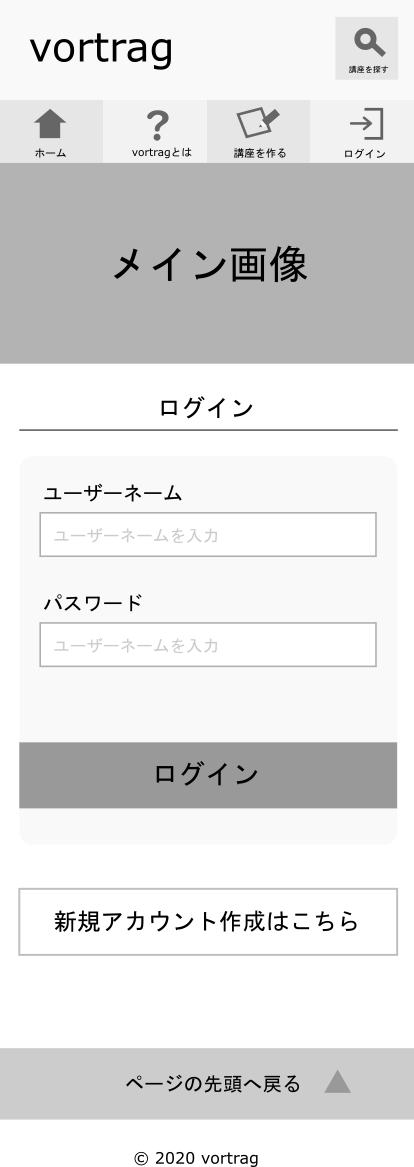 vortrag
講座を探す
ホーム
vortragとは
講座を作る
ログイン
メイン画像
ログイン
ユーザーネーム
ユーザーネームを入力
パスワード
ユーザーネームを入力
ログイン
新規アカウント作成はこちら
ページの先頭へ戻る
© 2020 vortrag